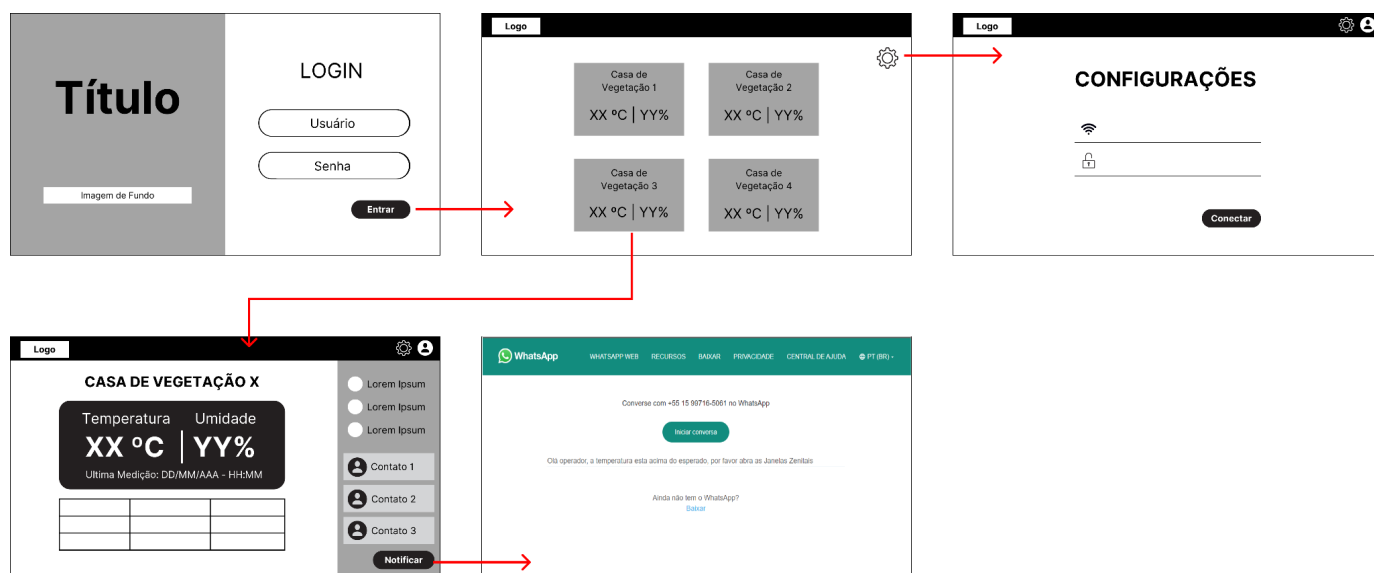 Título
Imagem de Fundo
LOGIN
Usuário
Senha
Entrar
Logo
Casa de
Vegetação 1
XX ºC | YY%
Casa de
Vegetação 2
XX ºC | YY%
Casa de
Vegetação 3
XX ºC | YY%
Casa de
Vegetação 4
XX ºC | YY%
Logo
CONFIGURAÇÕES
Conectar
Logo
CASA DE VEGETAÇÃO X
Temperatura Umidade
XX ºC | YY%
Ultima Medição: DD/MM/AAA - HH:MM
Lorem Ipsum
Lorem Ipsum
Lorem Ipsum
Contato 1
Contato 2
Contato 3
Notificar
WhatsApp WHATSAPP WEB RECURSOS BAIXAR PRIVACIDADE CENTRAL DE AJUDA PT (BR)
Converse com +55 15 99716-5061 no WhatsApp
Iniciar conversa
Olá operador, a temperatura esta acima do esperado, por favor abra as Janelas Zenitais
Ainda não tem o WhatsApp?
Baixar